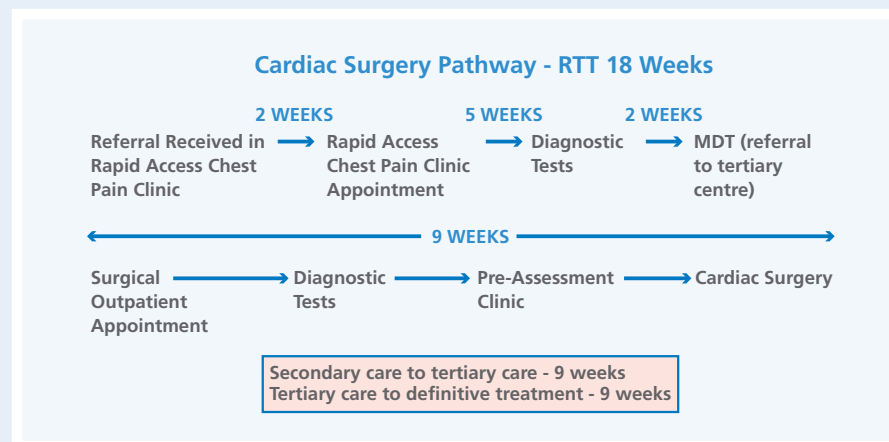 Cardiac Surgery Pathway - RTT 18 Weeks
2 WEEKS
5 WEEKS
2 WEEKS
Referral Received in
Rapid Access Chest
Pain Clinic
Rapid Access
Chest Pain Clinic
Appointment
Diagnostic
Tests
MDT (referral
to tertiary
centre)
9 WEEKS
Surgical
Outpatient
Appointment
Diagnostic
Tests
Pre-Assessment
Clinic
Cardiac Surgery
Secondary care to tertiary care - 9 weeks
Tertiary care to definitive treatment - 9 weeks